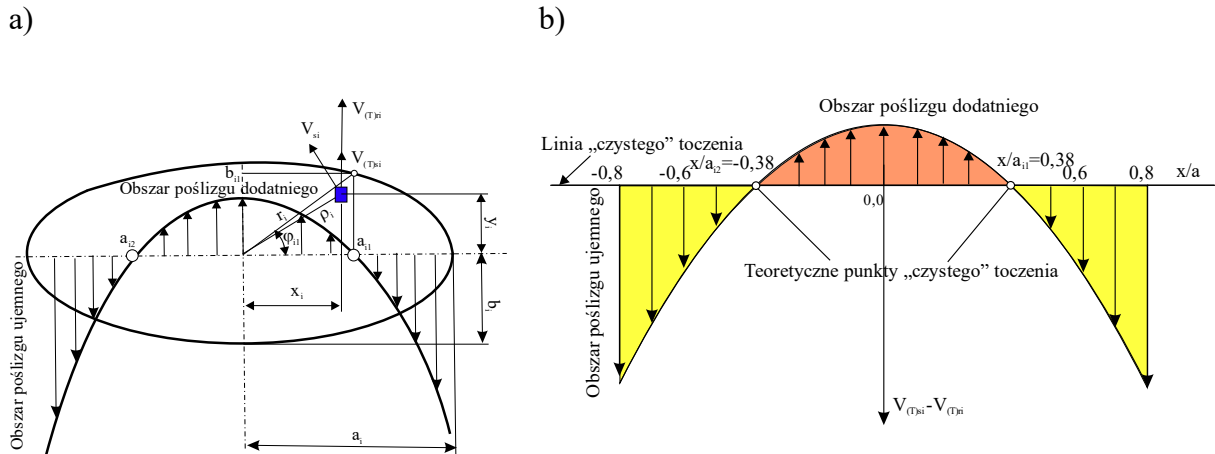 a)
V(T)ri
Vsi
V(T)si
bi1
Obszar poślizgu dodatniego
ri
ρi
φi1
yi
ai2
ai1
xi
bi
ai
Obszar poślizgu ujemnego
b)
Obszar poślizgu dodatniego
Linia „czystego” toczenia
x/ai2=-0,38
x/ai1=0,38
-0,8
-0,6
0,6
0,8
x/a
0,0
Teoretyczne punkty „czystego” toczenia
Obszar poślizgu ujemnego
V(T)si-V(T)ri